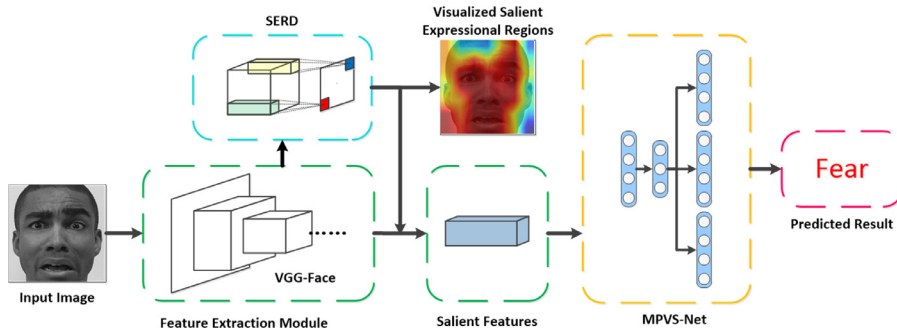 SERD
Visualized Salient
Expressional Regions
VGG-Face
Input Image
Feature Extraction Module
Salient Features
MPVS-Net
Fear
Predicted Result